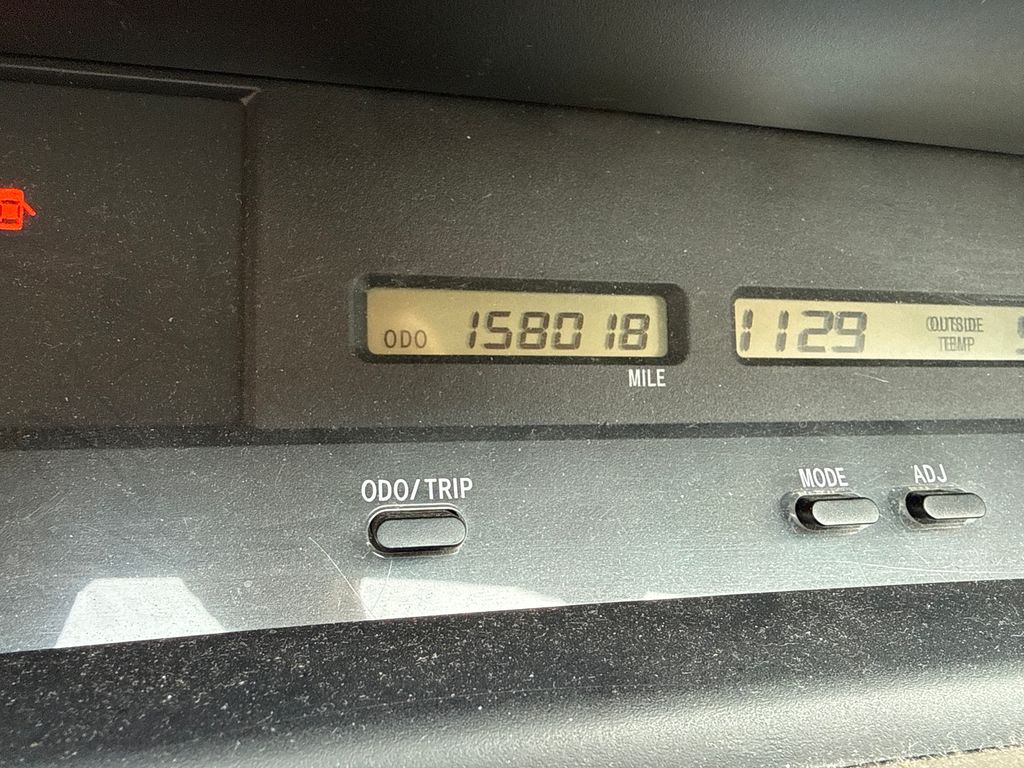 ODO 158018
MILE
1129 OUTSIDE
TEMP
ODO/TRIP
MODE
ADJ